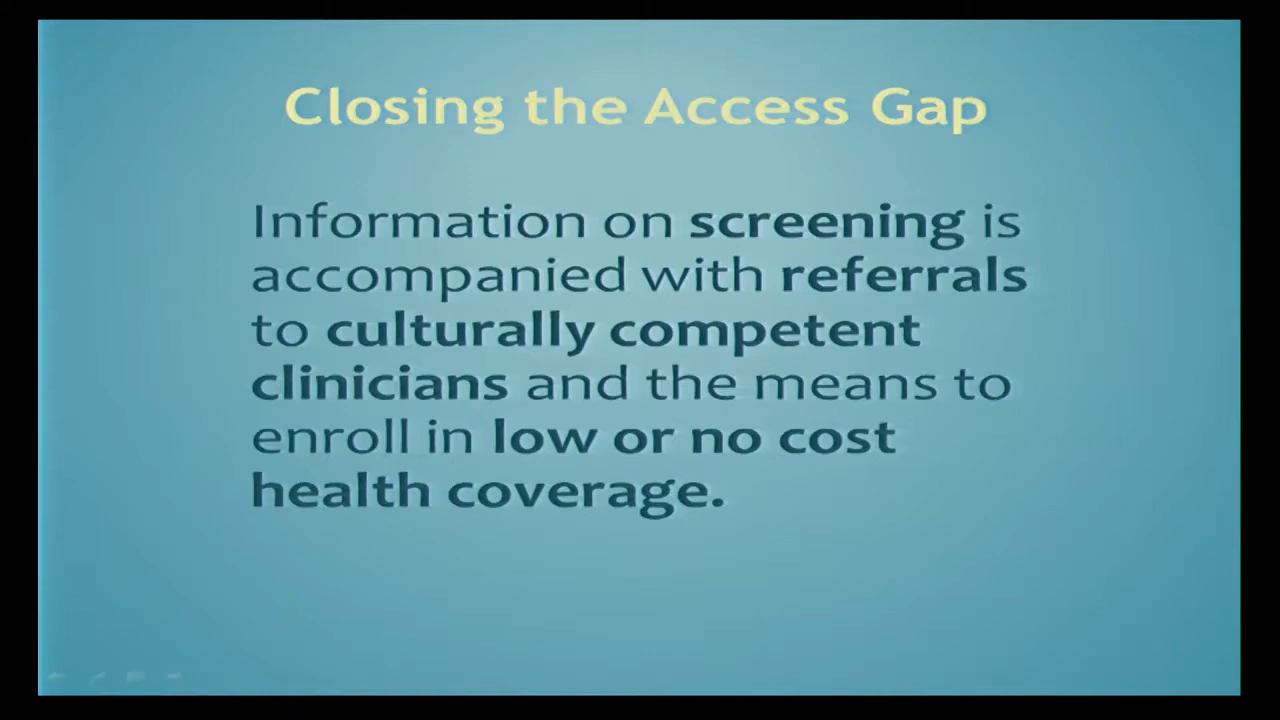 Closing the Access Gap
Information on screening is
accompanied with referrals
to culturally competent
clinicians and the means to
enroll in low or no cost
health coverage.